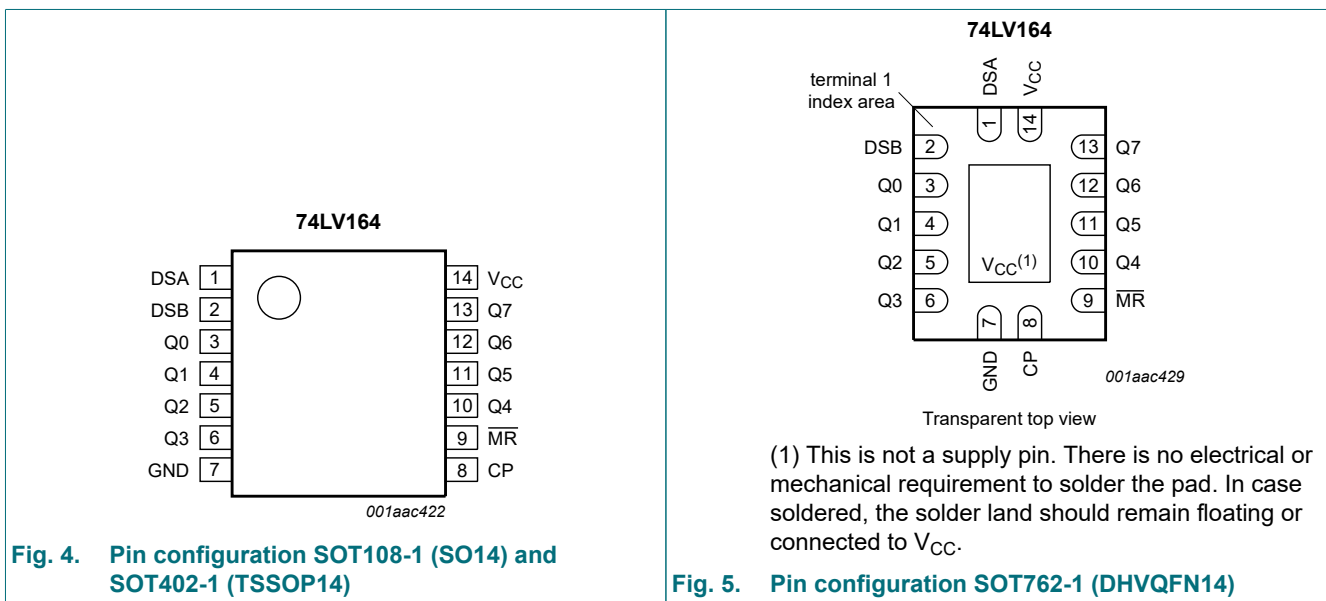 74LV164
DSA 1
DSB 2
Q0 3
Q1 4
Q2 5
Q3 6
GND 7
14 VCC
13 Q7
12 Q6
11 Q5
10 Q4
9 MR
8 CP
001aac422
Fig. 4. Pin configuration SOT108-1 (SO14) and
SOT402-1 (TSSOP14)
74LV164
terminal 1
index area
DSA
VCC
1
14
DSB 2
Q0 3
Q1 4
Q2 5
Q3 6
13 Q7
12 Q6
11 Q5
10 Q4
9 MR
VCC(1)
7
8
GND
CP
001aac429
Transparent top view
(1) This is not a supply pin. There is no electrical or
mechanical requirement to solder the pad. In case
soldered, the solder land should remain floating or
connected to VCC.
Fig. 5. Pin configuration SOT762-1 (DHVQFN14)